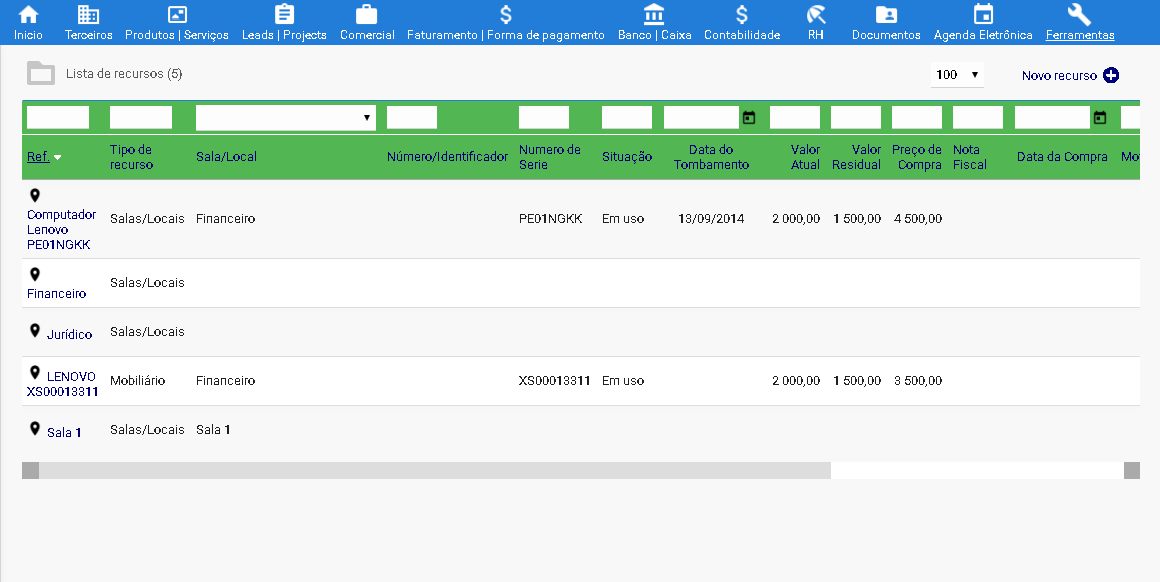 Início Terceiros Produtos | Serviços Leads | Projects Comercial Faturamento | Forma de pagamento Banco | Caixa Contabilidade RH Documentos Agenda Eletrônica Ferramentas
Lista de recursos (5) 100 Novo recurso
Ref. Tipo de recurso Sala/Local Número/Identificador Numero de Serie Situação Data do Tombamento Valor Atual Valor Residual Preço de Compra Nota Fiscal Data da Compra
Computador Lenovo PE01NGKK Salas/Locais Financeiro PE01NGKK Em uso 13/09/2014 2 000,00 1 500,00 4 500,00
Financeiro Salas/Locais
Jurídico Salas/Locais
LENOVO XS00013311 Mobiliário Financeiro XS00013311 Em uso 2 000,00 1 500,00 3 500,00
Sala 1 Salas/Locais Sala 1